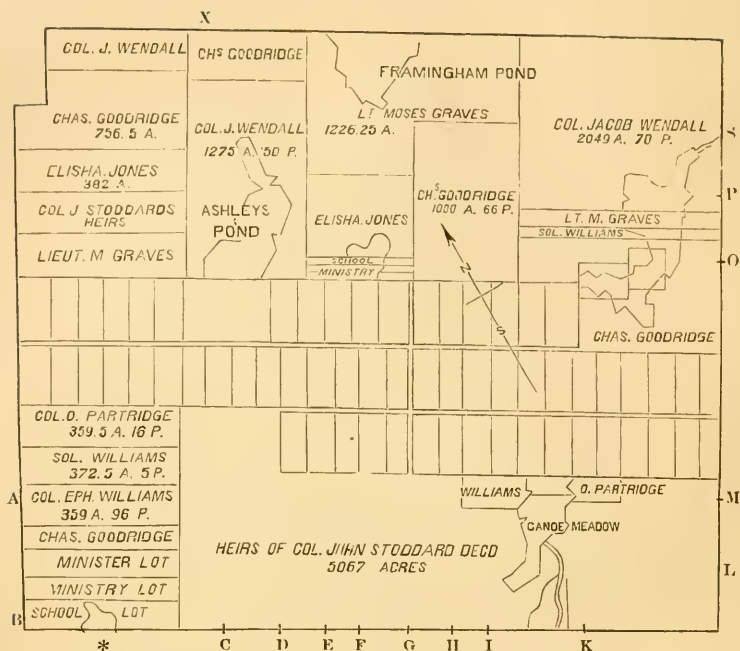 X
COL. J. WENDALL
CHAS. GOODRIDGE
756.5 A.
ELISHA. JONES
382 A.
COL J STODDARDS
HEIRS
LIEUT. M GRAVES
CHS GOODRIDGE
COL. J. WENDALL
1275 A. 50 P.
ASHLEYS
POND
FRAMINGHAM POND
LT MOSES GRAVES
1226.25 A.
ELISHA. JONES
SCHOOL
MINISTRY
CHS GOODRIDGE
1000 A. 66 P.
COL. JACOB WENDALL
2049 A. 70 P.
LT. M. GRAVES
SOL. WILLIAMS
CHAS. GOODRIDGE
N
S
S
P
O
M
L
COL. O. PARTRIDGE
359.5 A. 16 P.
SOL. WILLIAMS
372.5 A. 5 P.
COL. EPH. WILLIAMS
359 A. 96 P.
CHAS. GOODRIDGE
MINISTER LOT
MINISTRY LOT
SCHOOL LOT
HEIRS OF COL. JOHN STODDARD DECD
5067 ACRES
WILLIAMS
O. PARTRIDGE
CANOE MEADOW
A
B
* C D E F G H I K